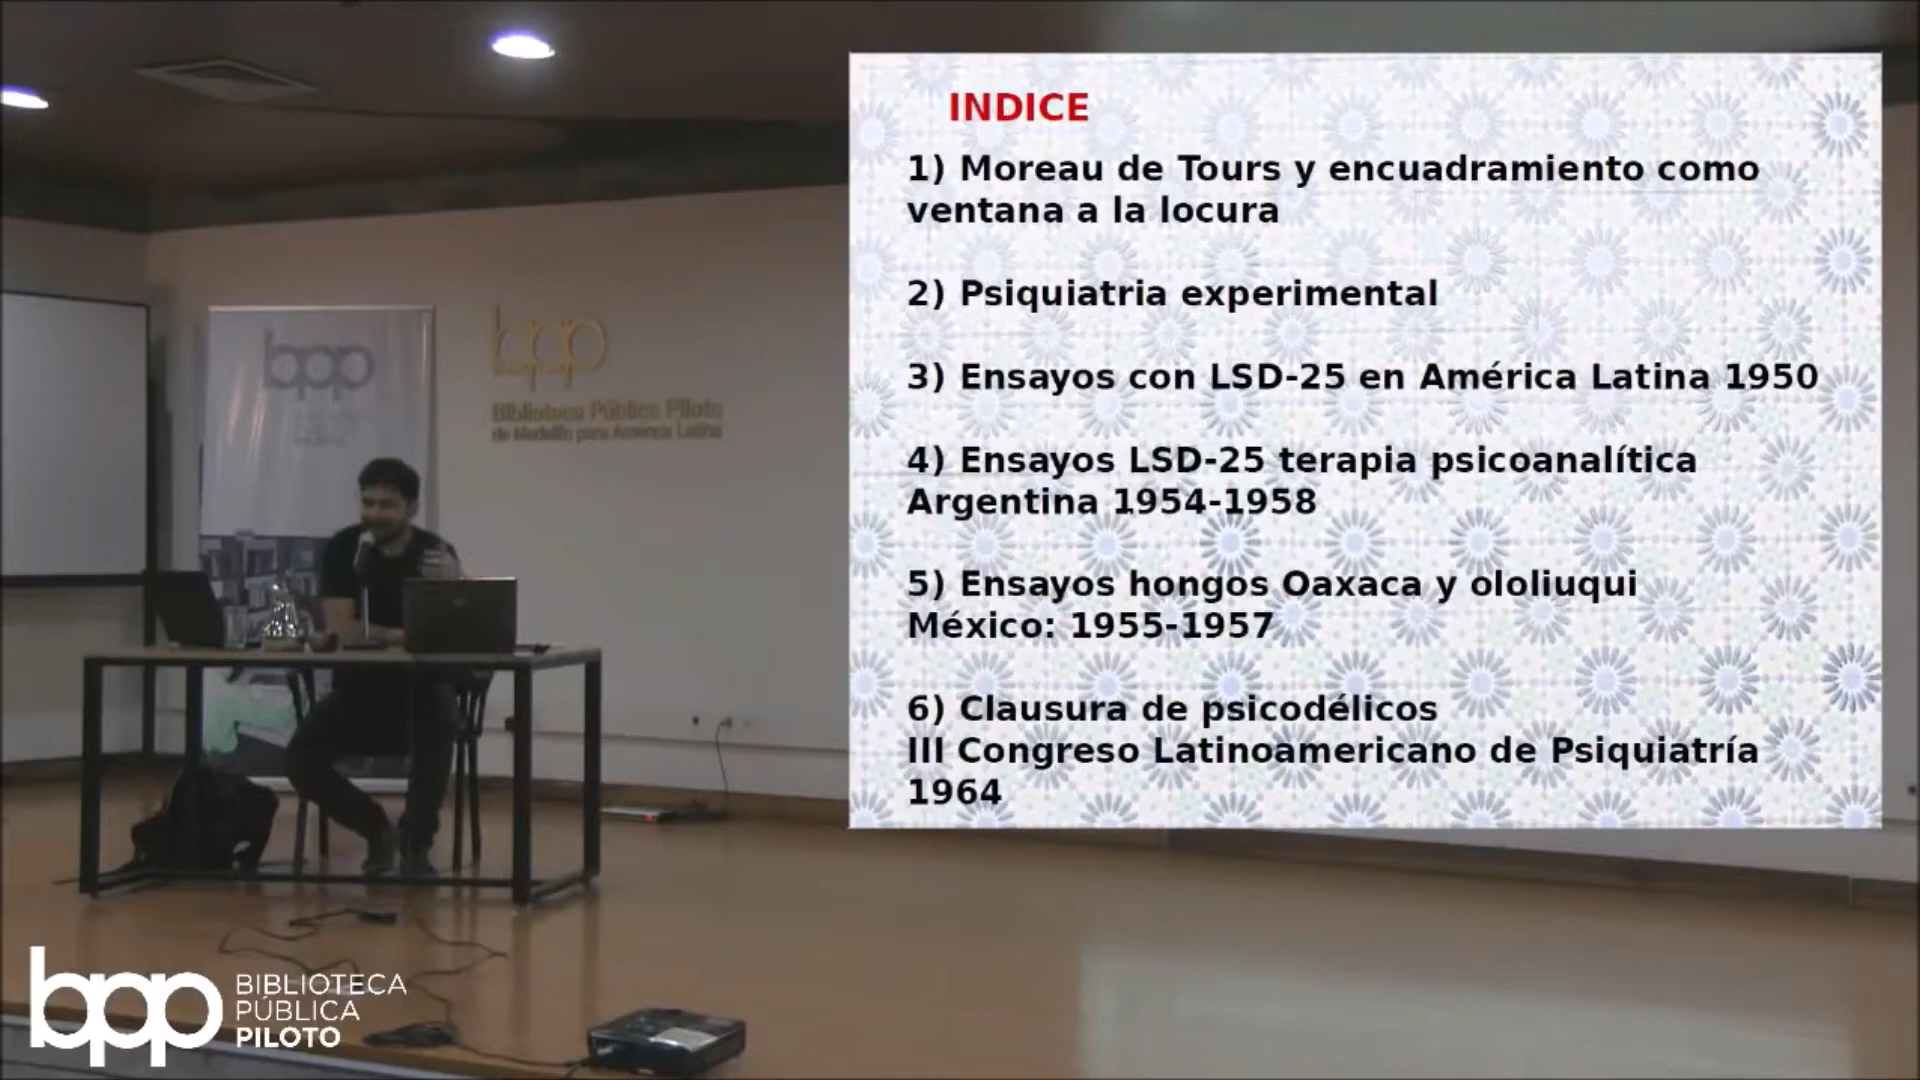 INDICE
1) Moreau de Tours y encuadramiento como
ventana a la locura
2) Psiquiatria experimental
3) Ensayos con LSD-25 en América Latina 1950
4) Ensayos LSD-25 terapia psicoanalítica
Argentina 1954-1958
5) Ensayos hongos Oaxaca y ololiuqui
México: 1955-1957
6) Clausura de psicodélicos
III Congreso Latinoamericano de Psiquiatría
1964
bpp
bpp
Biblioteca Pública Piloto
de Medellín para América Latina
bpp
BIBLIOTECA
PÚBLICA
PILOTO